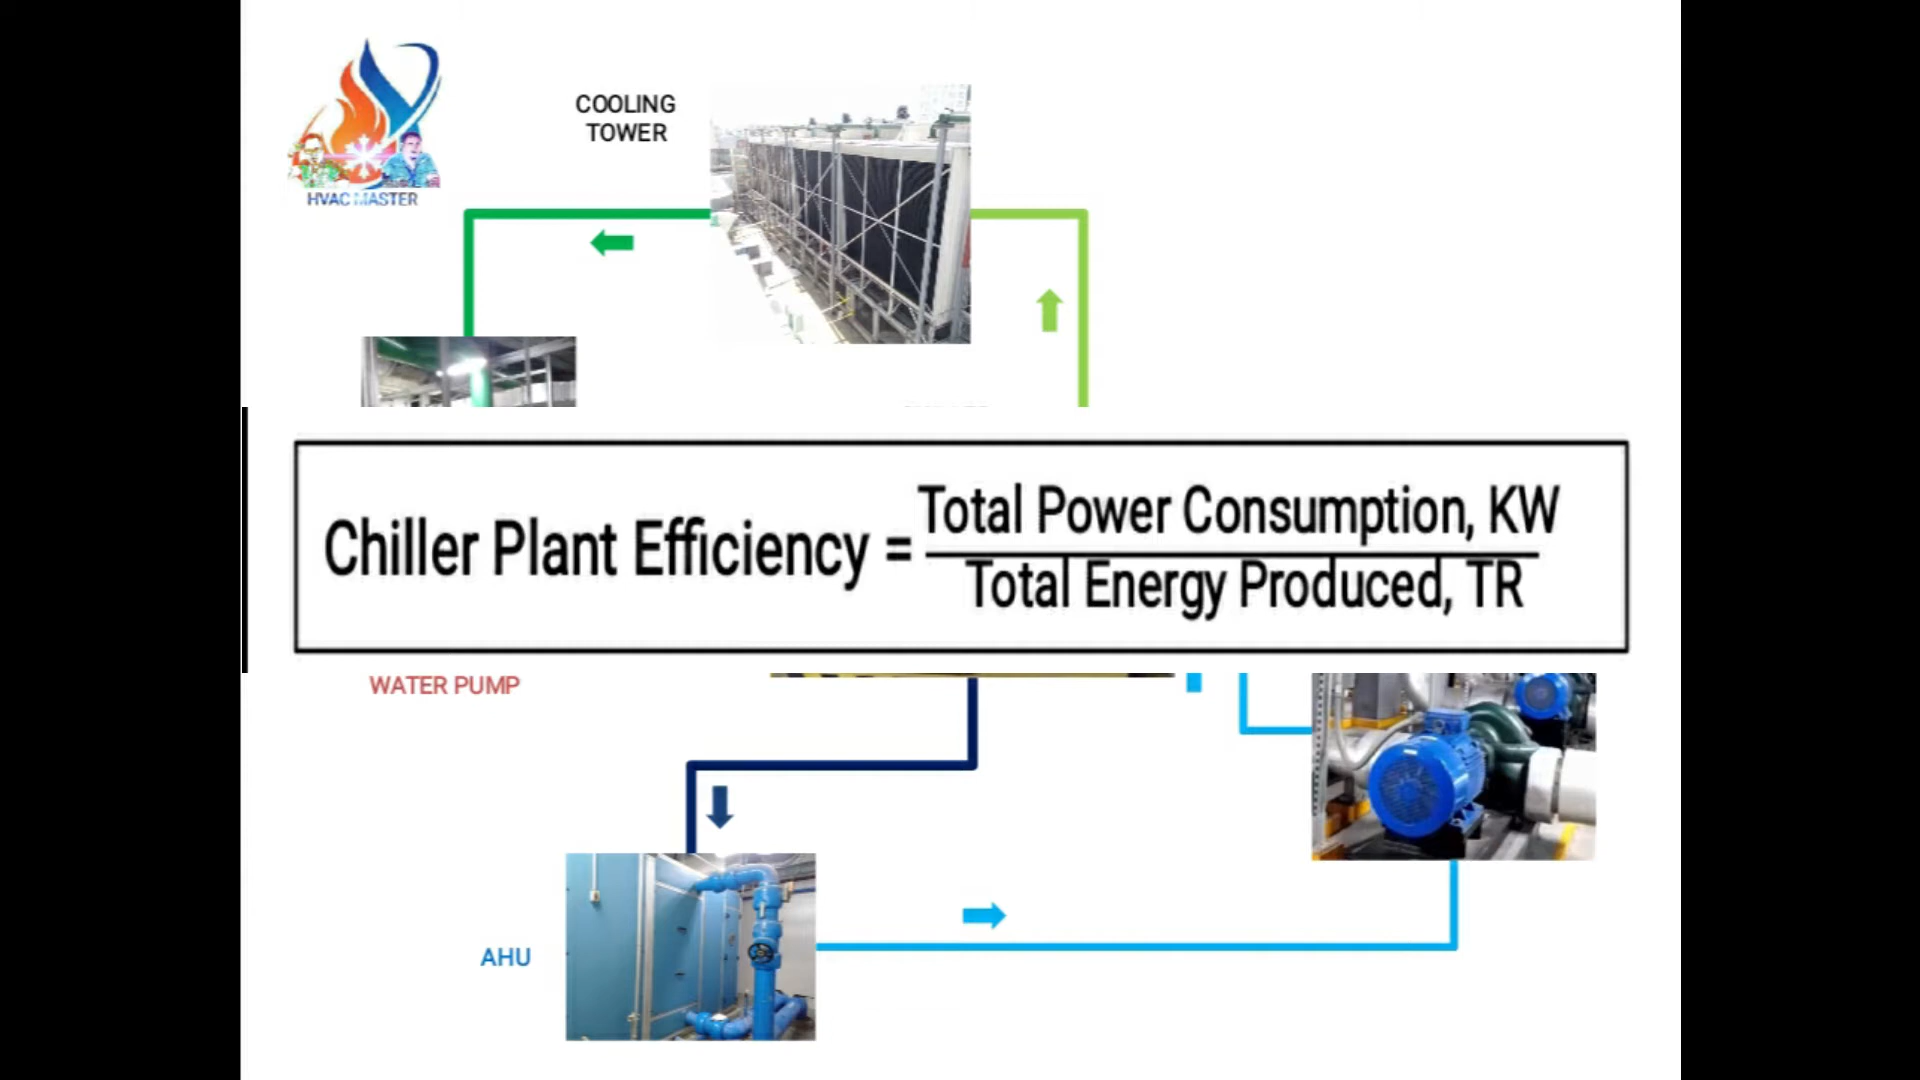 COOLING
TOWER
HVAC MASTER
Chiller Plant Efficiency = Total Power Consumption, KW
Total Energy Produced, TR
WATER PUMP
AHU